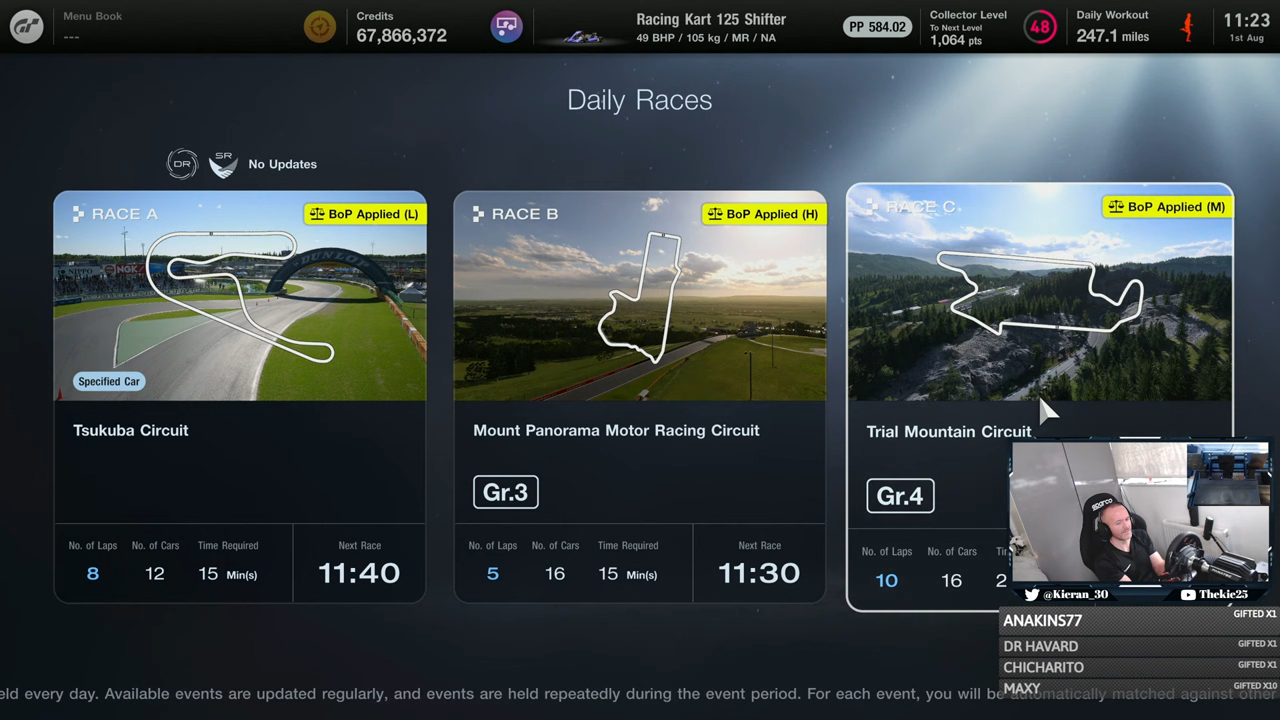 Menu Book
---
Credits
67,866,372
Racing Kart 125 Shifter
49 BHP / 105 kg / MR / NA
PP 584.02
Collector Level
To Next Level
1,064 pts
48
Daily Workout
247.1 miles
11:23
1st Aug
Daily Races
DR
SR
No Updates
RACE A
BoP Applied (L)
DUNLOP
NGK
Specified Car
Tsukuba Circuit
No. of Laps
No. of Cars
Time Required
Next Race
8
12
15 Min(s)
11:40
RACE B
BoP Applied (H)
Mount Panorama Motor Racing Circuit
Gr.3
No. of Laps
No. of Cars
Time Required
Next Race
5
16
15 Min(s)
11:30
RACE C
BoP Applied (M)
Trial Mountain Circuit
Gr.4
No. of Laps
No. of Cars
10
16
2
sparco
@Kieran_30
Thekie25
ANAKINS77 GIFTED X1
DR HAVARD GIFTED X1
CHICHARITO GIFTED X1
MAXY GIFTED X10
eld every day. Available events are updated regularly, and events are held repeatedly during the event period. For each event, you will be automatically matched against other